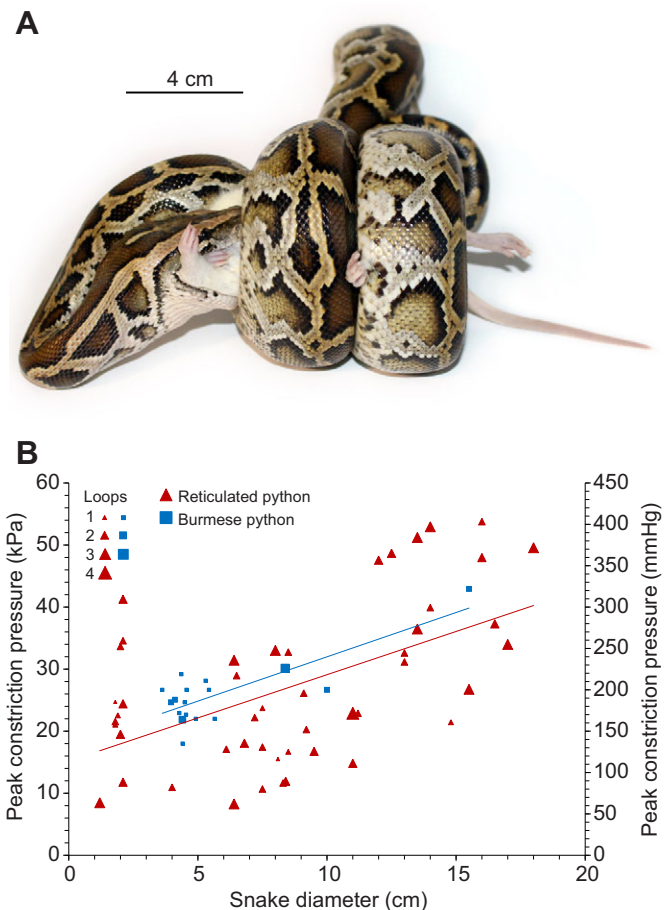 A
4 cm
B
Peak constriction pressure (kPa)
60
50
40
30
20
10
0
Loops
1
2
3
4
Reticulated python
Burmese python
450
400
350
300
250
200
150
100
50
0
Peak constriction pressure (mmHg)
0 5 10 15 20
Snake diameter (cm)